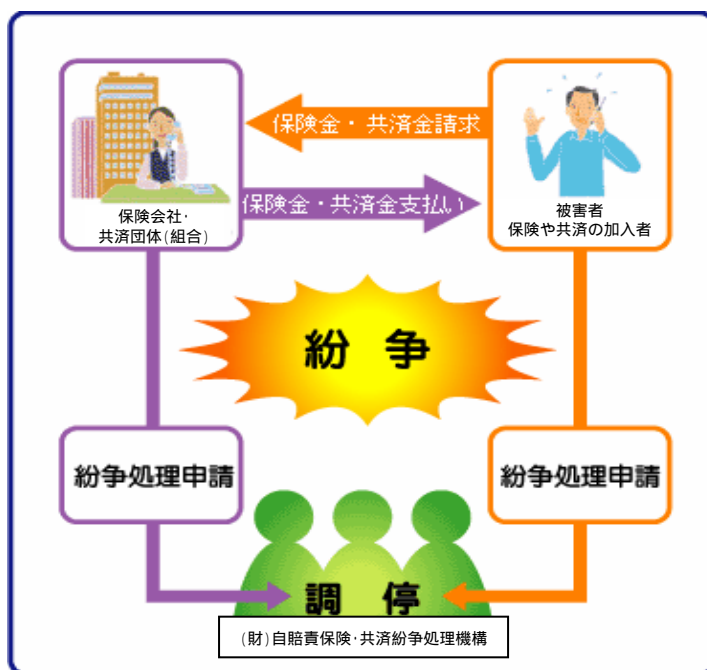 保険金・共済金請求
保険金・共済金支払い
保険会社･
共済団体(組合)
被害者
保険や共済の加入者
紛 争
紛争処理申請
紛争処理申請
調 停
(財)自賠責保険･共済紛争処理機構